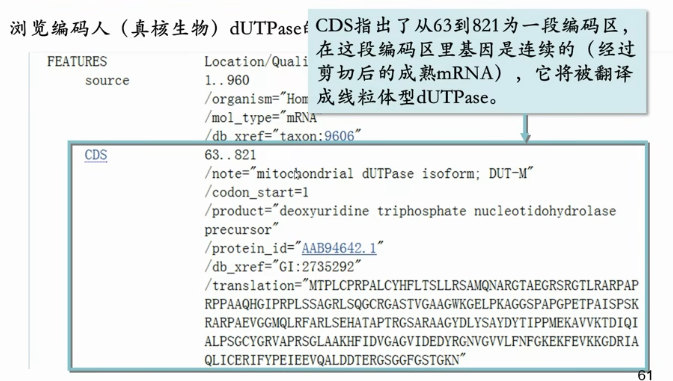 浏览编码人（真核生物）dUTPase的
CDS指出了从63到821为一段编码区，
在这段编码区里基因是连续的（经过
剪切后的成熟mRNA），它将被翻译
成线粒体型dUTPase。
FEATURES Location/Quali
source 1..960
/organism="Hom
/mol_type="mRNA"
/db_xref="taxon:9606"
CDS 63..821
/note="mitochondrial dUTPase isoform; DUT-M"
/codon_start=1
/product="deoxyuridine triphosphate nucleotidohydrolase
precursor"
/protein_id="AAB94642.1"
/db_xref="GI:2735292"
/translation="MTPLCPRPALCYHFLTSLLRSAMQNARGTAEGRSRGTLRARPAP
RPPAAQHGIPRPLSSAGRLSQGCRGASTVGAAGWKGELPKAGGSPAPGPETPAISPSK
RARPAEVGGMQLRFARLSEHATAPTRGSARAAGYDLYSAYDYTIPPMEKAVVKTDIQI
ALPSGCYGRVAPRSGLAAKHFIDVGAGVIDEDYRGNVGVVLFNFGKEKFEVKKGDRIA
QLICERIFYPEIEEVQALDDTERGSGGFGSTGKN"
61